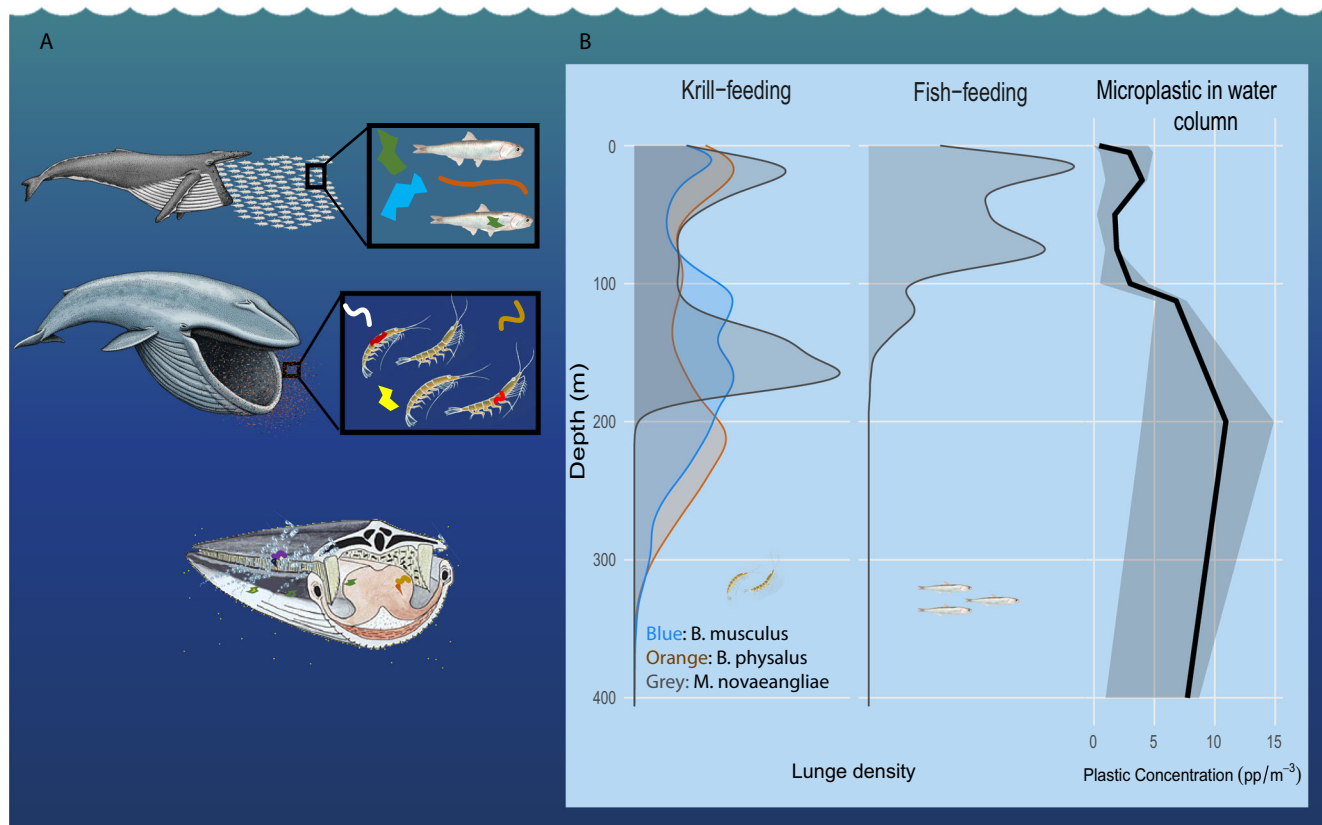 A
B
Krill−feeding
Fish−feeding
Microplastic in water
column
0
100
200
300
400
Depth (m)
Blue: B. musculus
Orange: B. physalus
Grey: M. novaeangliae
0 5 10 15
Lunge density
Plastic Concentration (pp/m⁻³)